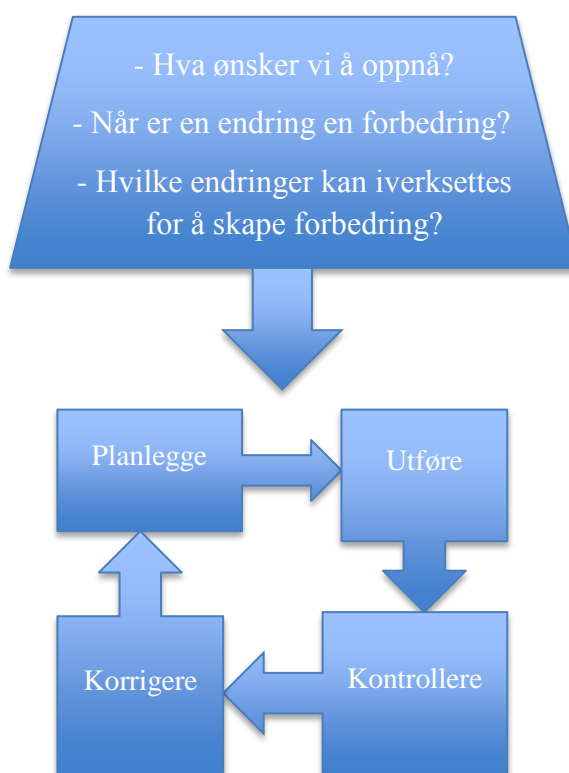 - Hva ønsker vi å oppnå?
- Når er en endring en forbedring?
- Hvilke endringer kan iverksettes
for å skape forbedring?
Planlegge
Utføre
Korrigere
Kontrollere